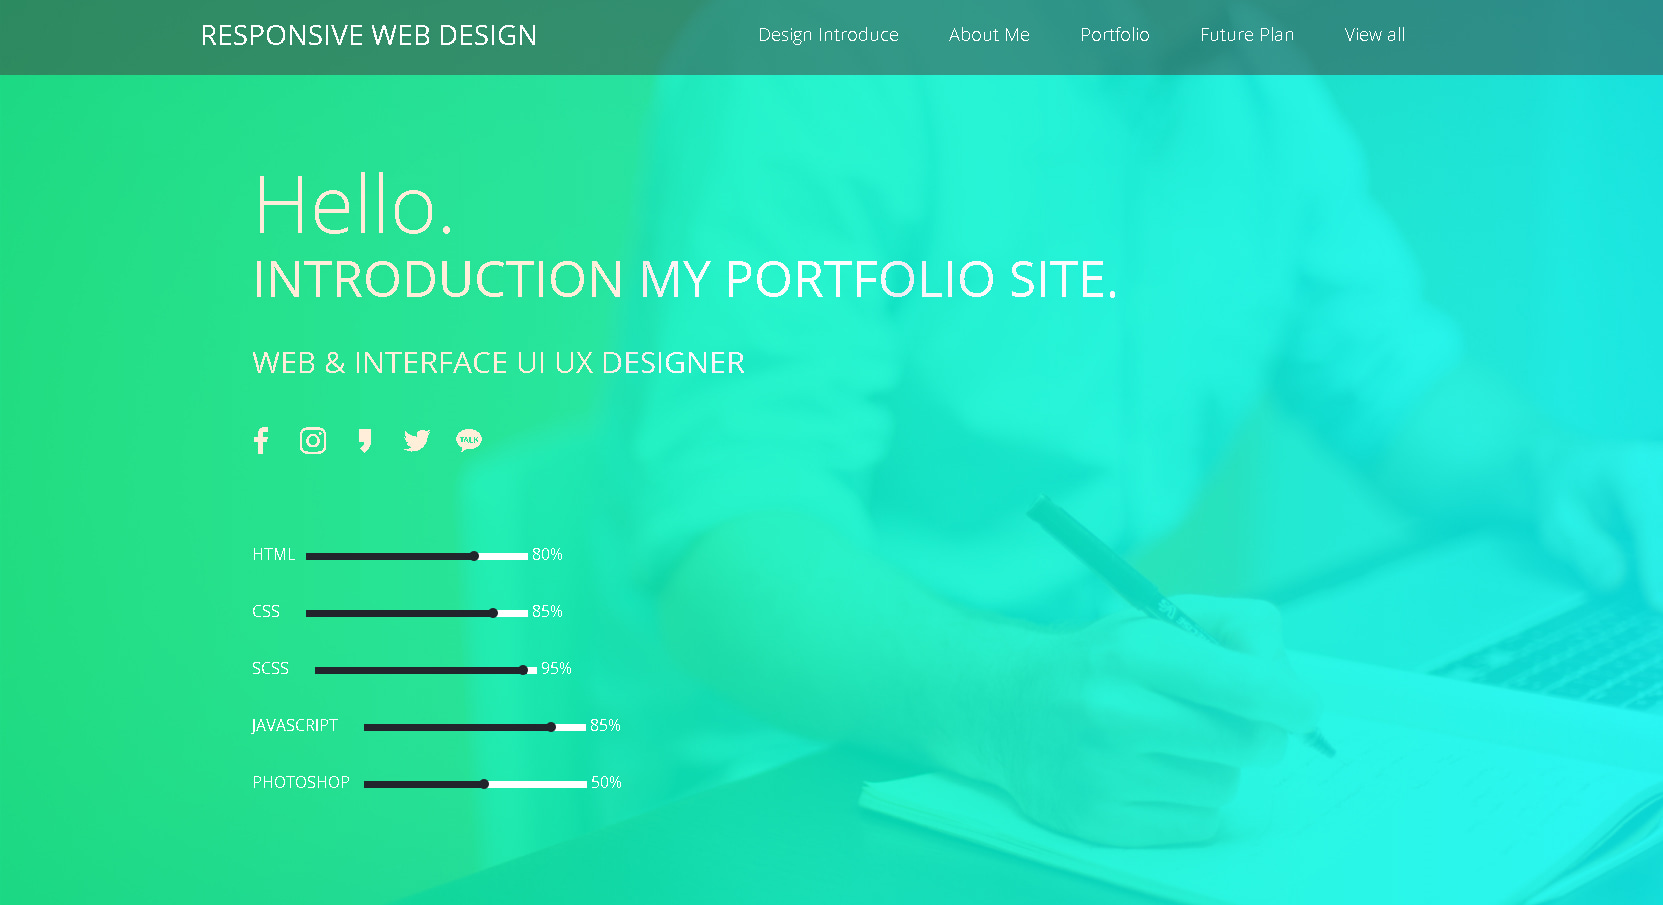 RESPONSIVE WEB DESIGN
Design Introduce About Me Portfolio Future Plan View all
Hello.
INTRODUCTION MY PORTFOLIO SITE.
WEB & INTERFACE UI UX DESIGNER
TALK
HTML 80%
CSS 85%
SCSS 95%
JAVASCRIPT 85%
PHOTOSHOP 50%